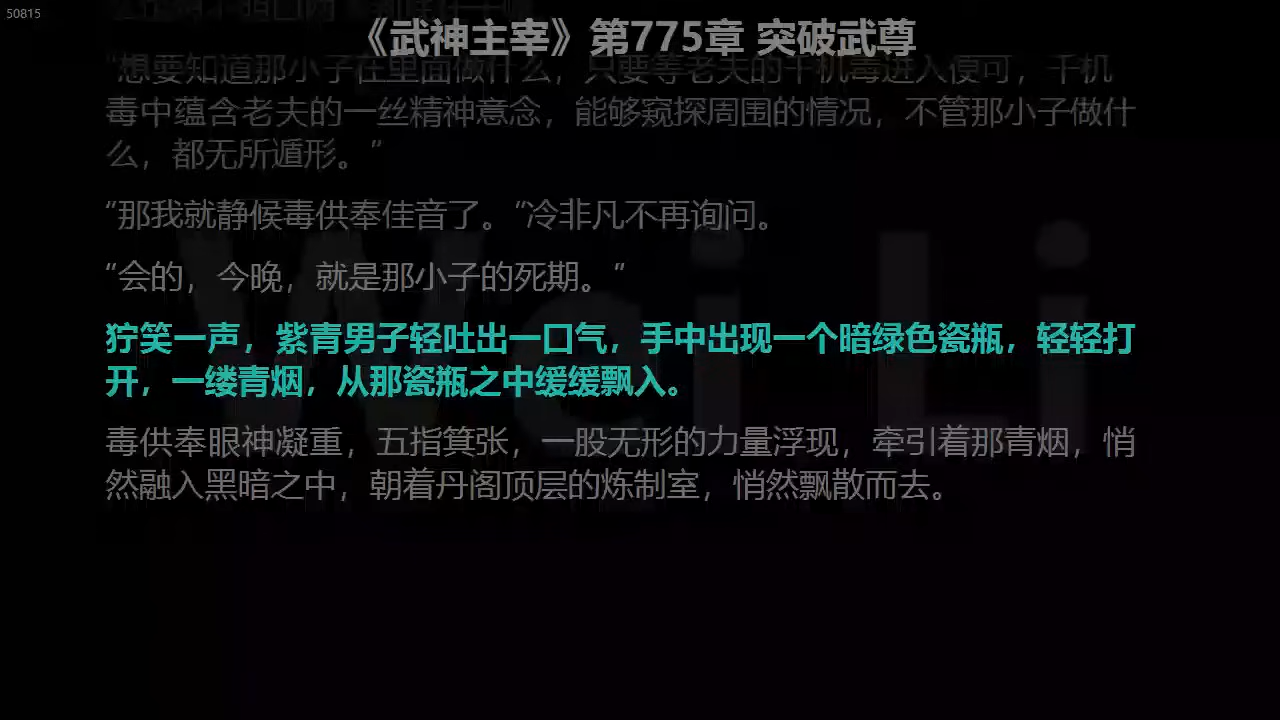 50815
《武神主宰》第775章 突破武尊
“想要知道那小子在里面做什么，只要等老夫的千机毒进入便可，千机
毒中蕴含老夫的一丝精神意念，能够窥探周围的情况，不管那小子做什
么，都无所遁形。”
“那我就静候毒供奉佳音了。”冷非凡不再询问。
“会的，今晚，就是那小子的死期。”
狞笑一声，紫青男子轻吐出一口气，手中出现一个暗绿色瓷瓶，轻轻打
开，一缕青烟，从那瓷瓶之中缓缓飘入。
毒供奉眼神凝重，五指箕张，一股无形的力量浮现，牵引着那青烟，悄
然融入黑暗之中，朝着丹阁顶层的炼制室，悄然飘散而去。
Wei Li